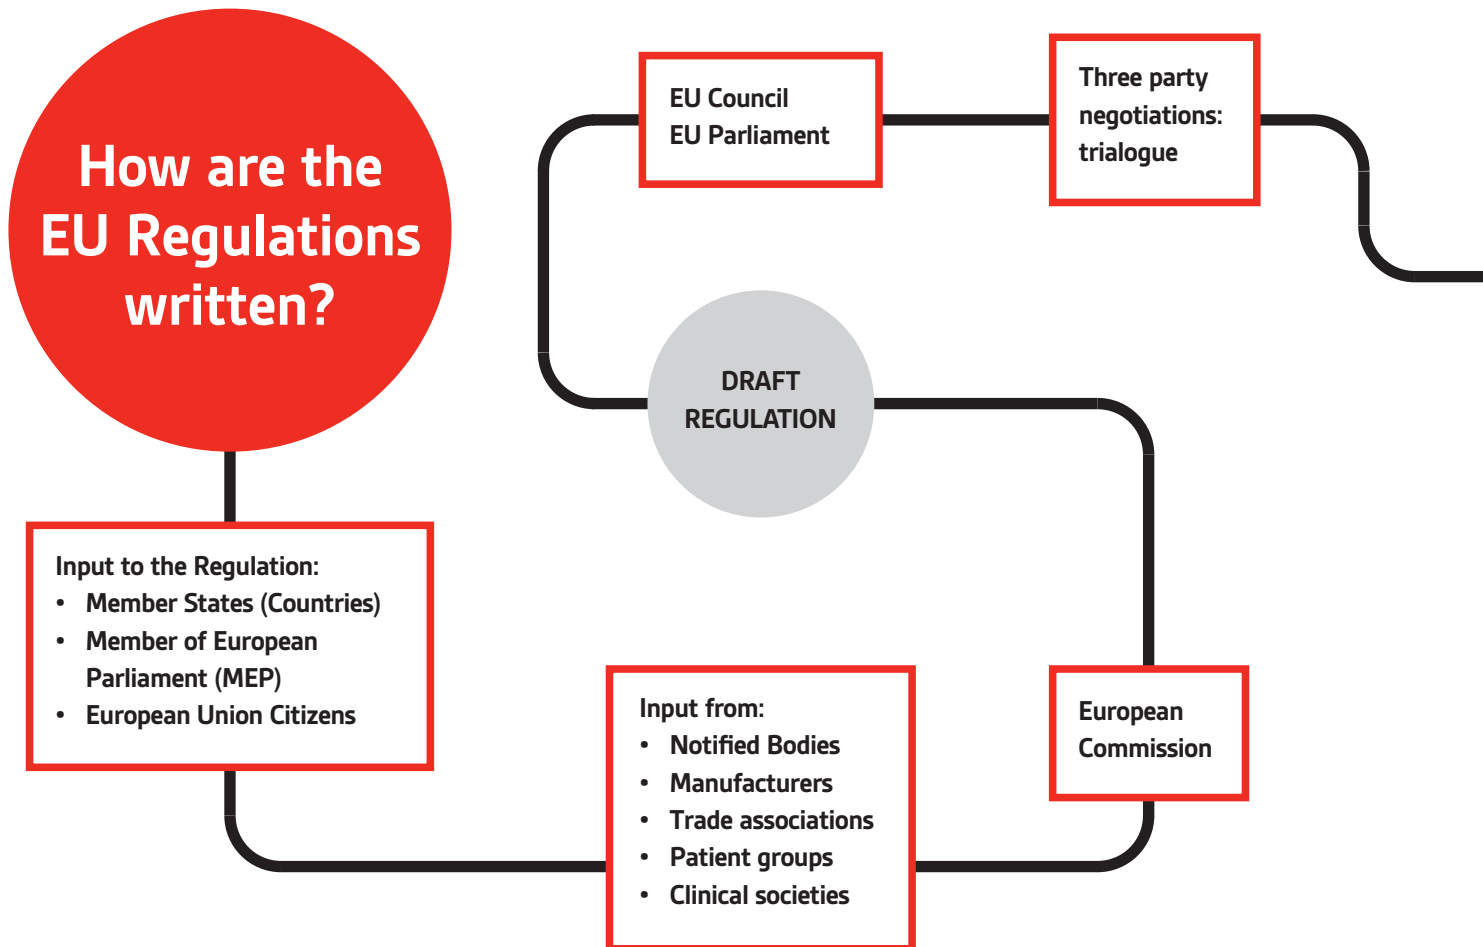 How are the
EU Regulations
written?
Input to the Regulation:
• Member States (Countries)
• Member of European
Parliament (MEP)
• European Union Citizens
Input from:
• Notified Bodies
• Manufacturers
• Trade associations
• Patient groups
• Clinical societies
European
Commission
DRAFT
REGULATION
EU Council
EU Parliament
Three party
negotiations:
trialogue